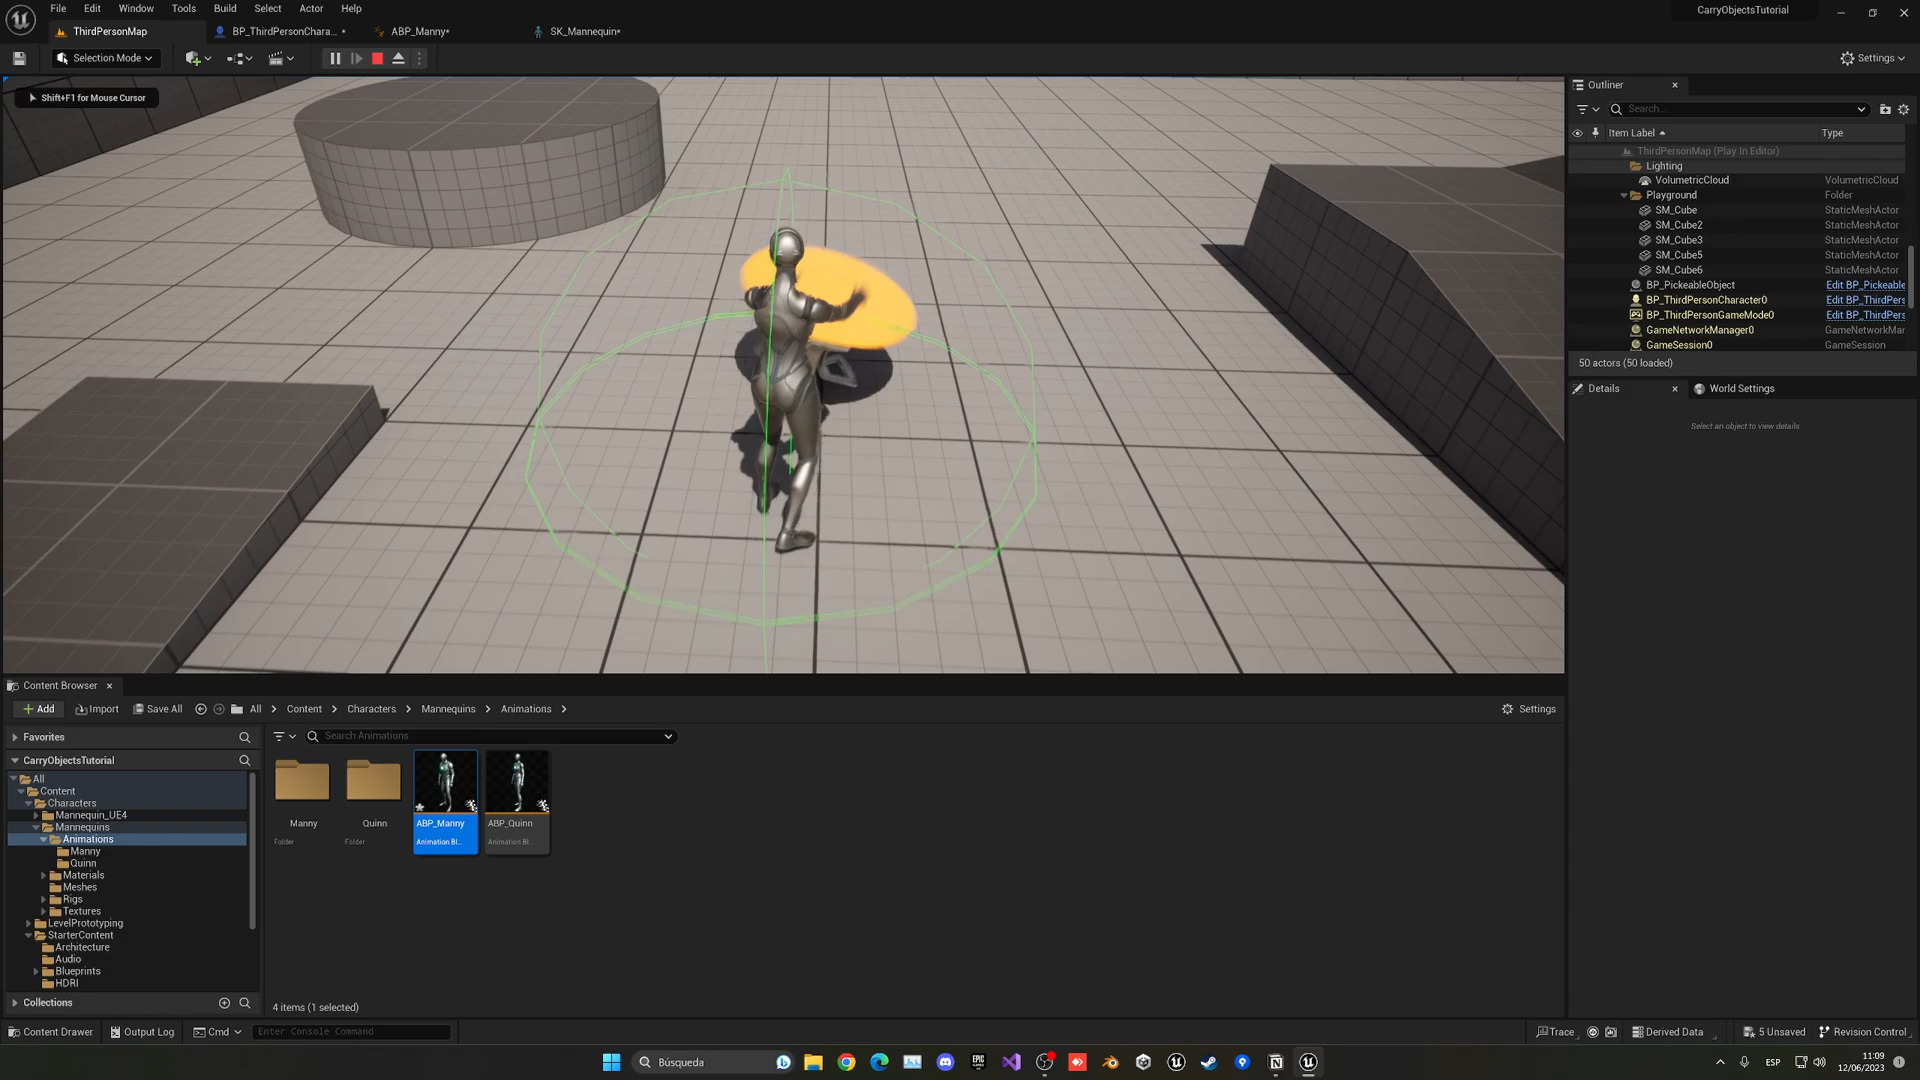 File Edit Window Tools Build Select Actor Help
CarryObjectsTutorial
ThirdPersonMap
BP_ThirdPersonChara... •
ABP_Manny*
SK_Mannequin*
Selection Mode
Settings
Shift+F1 for Mouse Cursor
Outliner
Search...
Item Label
Type
ThirdPersonMap (Play In Editor)
Lighting
VolumetricCloud VolumetricCloud
Playground Folder
SM_Cube StaticMeshActor
SM_Cube2 StaticMeshActor
SM_Cube3 StaticMeshActor
SM_Cube5 StaticMeshActor
SM_Cube6 StaticMeshActor
BP_PickeableObject Edit BP_Pickeable
BP_ThirdPersonCharacter0 Edit BP_ThirdPers
BP_ThirdPersonGameMode0 Edit BP_ThirdPers
GameNetworkManager0 GameNetworkMar
GameSession0 GameSession
50 actors (50 loaded)
Details
World Settings
Select an object to view details.
Content Browser
Add
Import
Save All
All > Content > Characters > Mannequins > Animations >
Settings
Favorites
Search Animations
CarryObjectsTutorial
All
Content
Characters
Mannequin_UE4
Mannequins
Animations
Manny
Quinn
Materials
Meshes
Rigs
Textures
LevelPrototyping
StarterContent
Architecture
Audio
Blueprints
HDRI
Collections
Manny
Folder
Quinn
Folder
ABP_Manny
Animation Bl...
ABP_Quinn
Animation Bl...
4 items (1 selected)
Content Drawer
Output Log
Cmd
Enter Console Command
Trace
Derived Data
5 Unsaved
Revision Control
Búsqueda
EPIC
ESP
11:09
12/06/2023
1